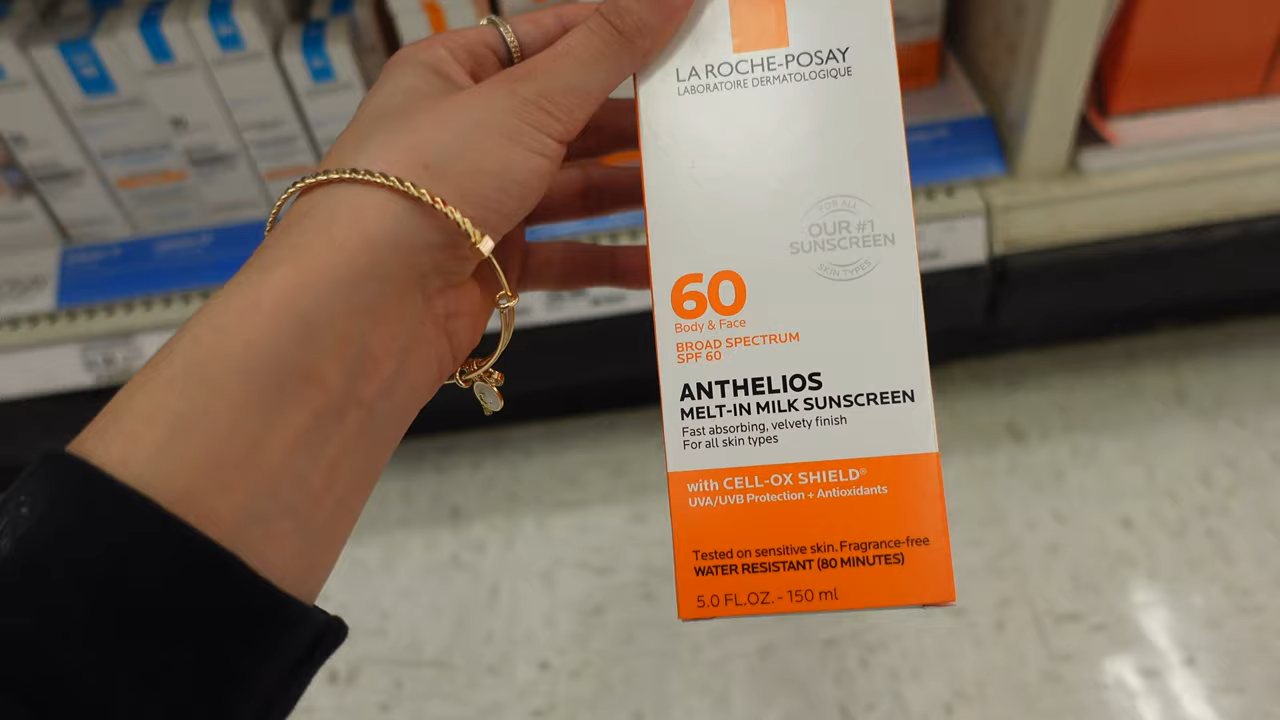 LA ROCHE-POSAY
LABORATOIRE DERMATOLOGIQUE
FOR ALL
OUR #1
SUNSCREEN
SKIN TYPES
60
Body & Face
BROAD SPECTRUM
SPF 60
ANTHELIOS
MELT-IN MILK SUNSCREEN
Fast absorbing, velvety finish
For all skin types
with CELL-OX SHIELD®
UVA/UVB Protection + Antioxidants
Tested on sensitive skin. Fragrance-free
WATER RESISTANT (80 MINUTES)
5.0 FL.OZ. - 150 ml